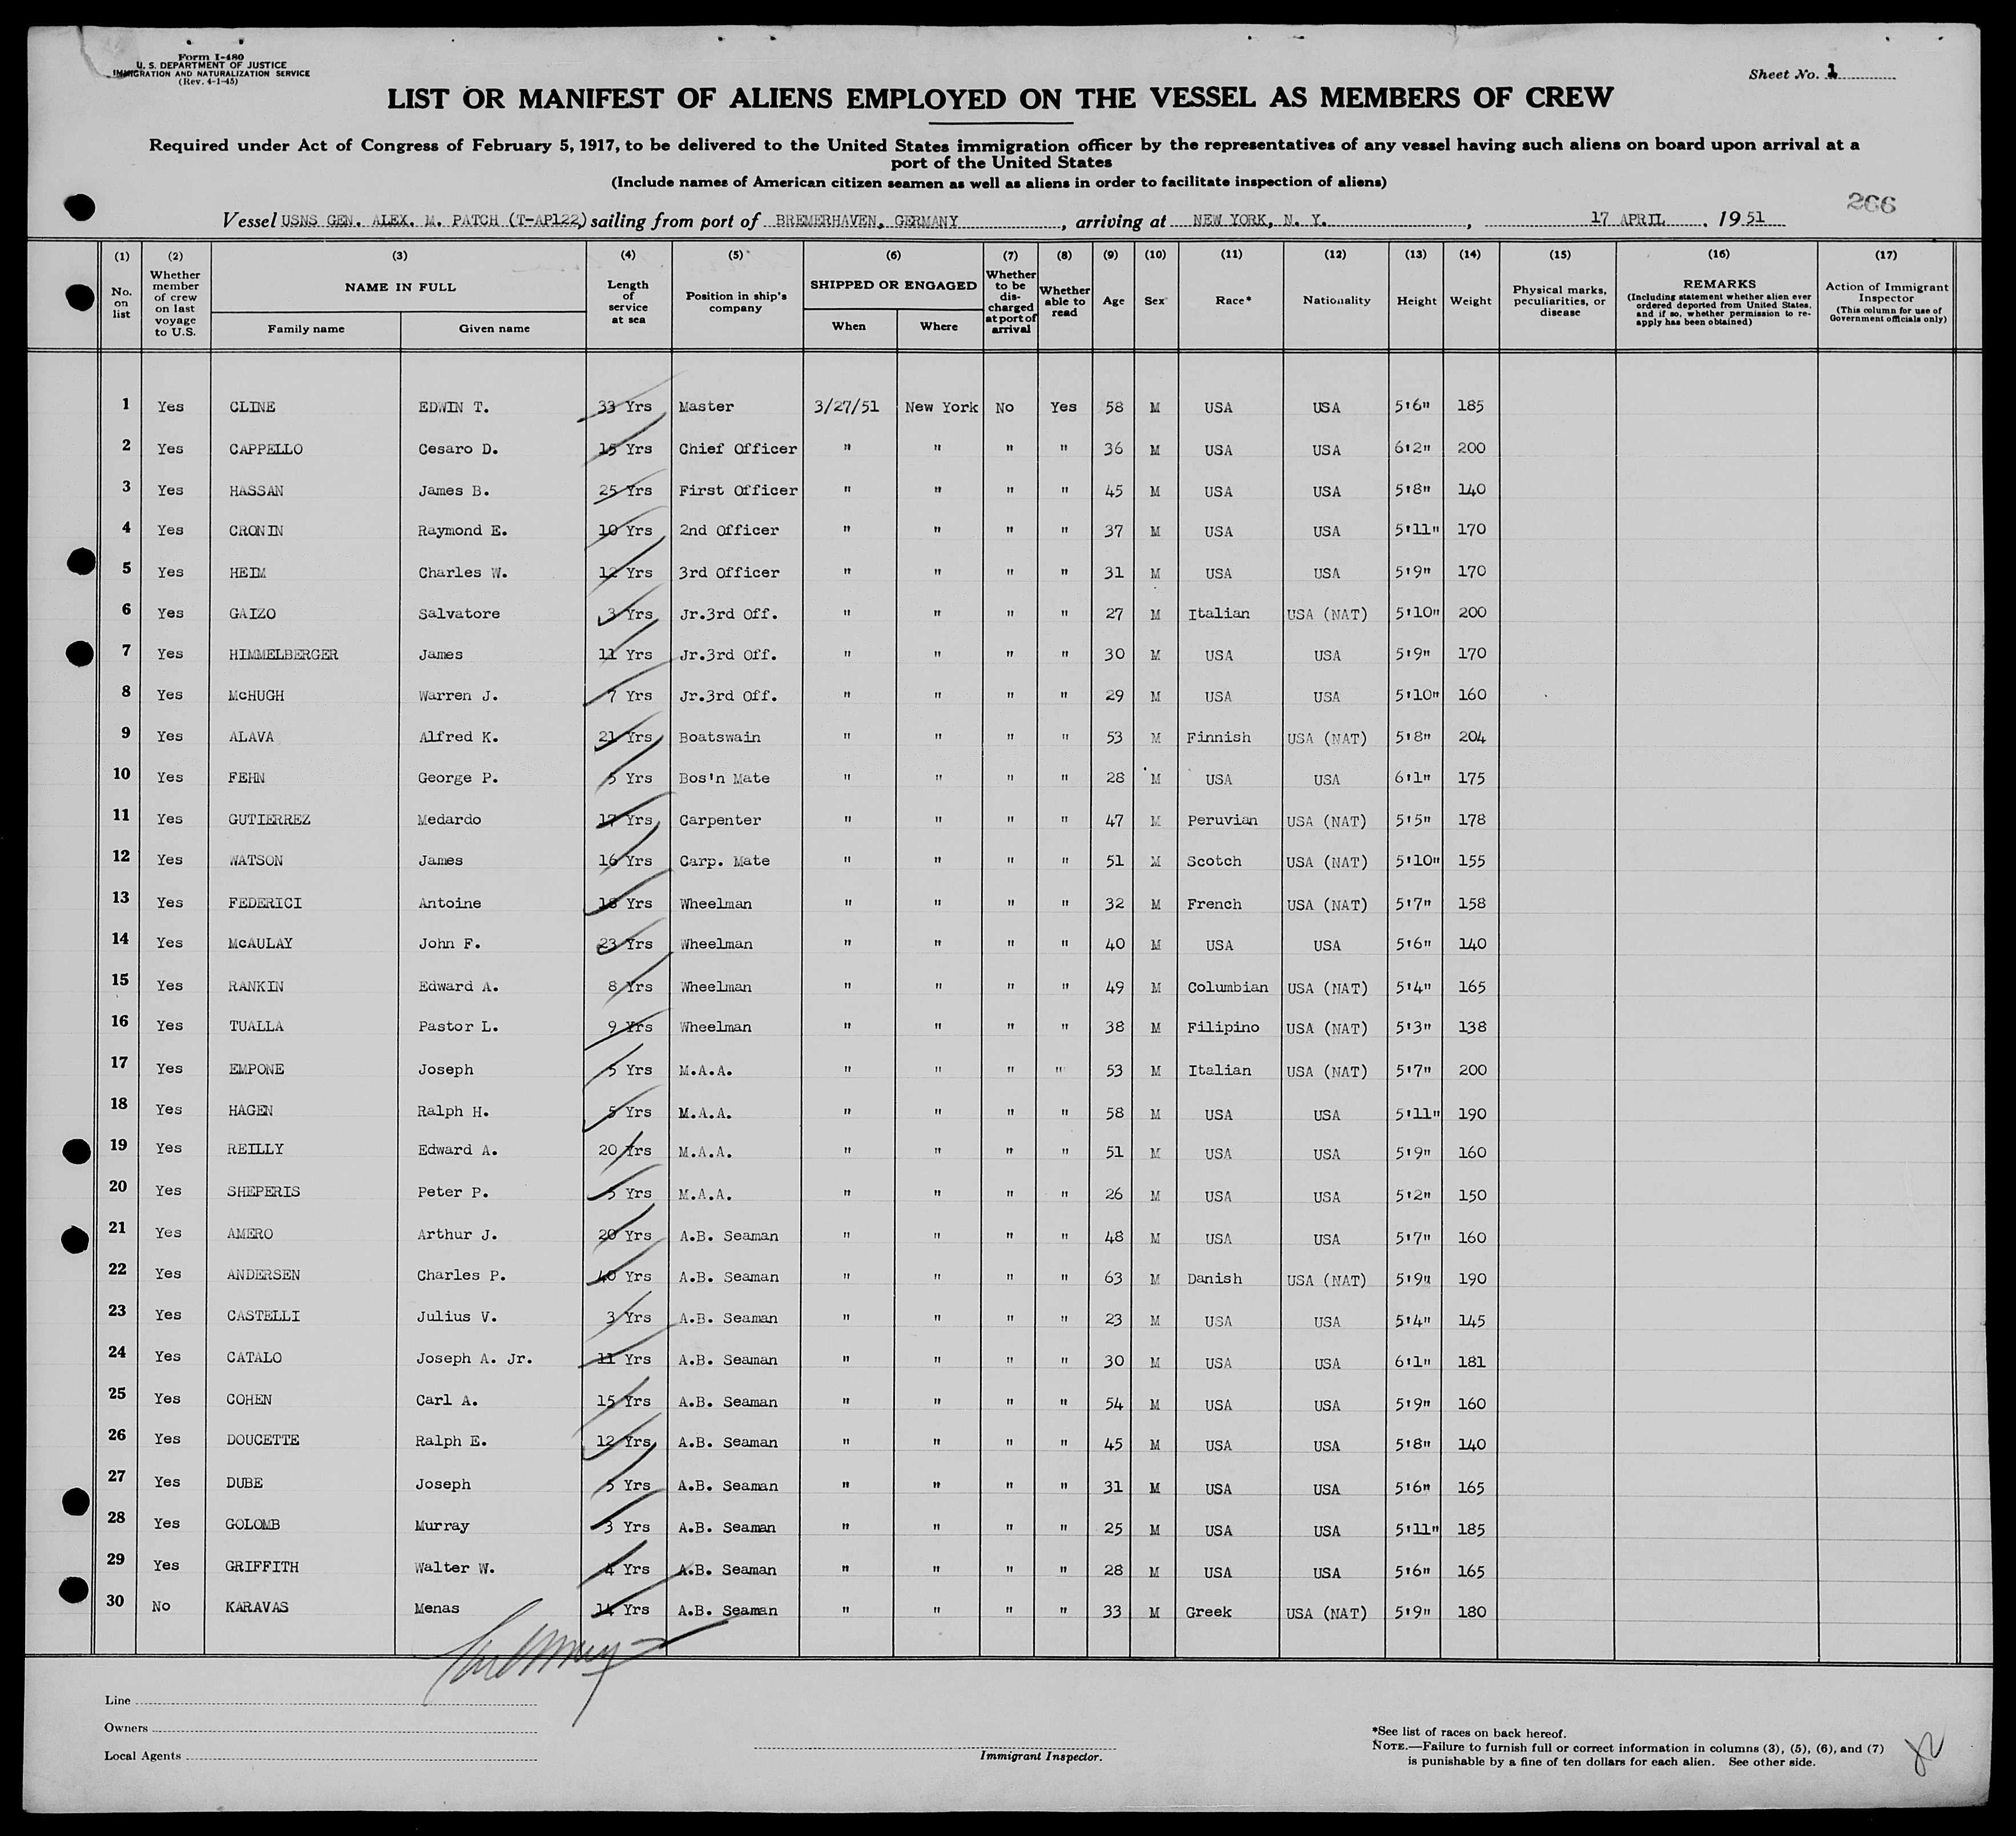 Form I-480
U. S. DEPARTMENT OF JUSTICE
IMMIGRATION AND NATURALIZATION SERVICE
(Rev. 4-1-45)
Sheet No. 1
LIST OR MANIFEST OF ALIENS EMPLOYED ON THE VESSEL AS MEMBERS OF CREW
Required under Act of Congress of February 5, 1917, to be delivered to the United States immigration officer by the representatives of any vessel having such aliens on board upon arrival at a
port of the United States
(Include names of American citizen seamen as well as aliens in order to facilitate inspection of aliens)
266
Vessel USNS GEN. ALEX. M. PATCH (T-AP122) sailing from port of BREMERHAVEN, GERMANY, arriving at NEW YORK, N. Y., 17 APRIL, 1951
(1) (2) (3) (4) (5) (6) (7) (8) (9) (10) (11) (12) (13) (14) (15) (16) (17)
No. on list
Whether member of crew on last voyage to U.S.
NAME IN FULL
Family name Given name
Length of service at sea
Position in ship's company
SHIPPED OR ENGAGED
When Where
Whether to be discharged at port of arrival
Whether able to read
Age
Sex
Race*
Nationality
Height
Weight
Physical marks, peculiarities, or disease
REMARKS
(Including statement whether alien ever ordered deported from United States, and if so, whether permission to re-apply has been obtained)
Action of Immigrant Inspector
(This column for use of Government officials only)
1 Yes CLINE EDWIN T. 33 Yrs Master 3/27/51 New York No Yes 58 M USA USA 5'6" 185
2 Yes CAPPELLO Cesaro D. 15 Yrs Chief Officer " " " " 36 M USA USA 6'2" 200
3 Yes HASSAN James B. 25 Yrs First Officer " " " " 45 M USA USA 5'8" 140
4 Yes CRONIN Raymond E. 10 Yrs 2nd Officer " " " " 37 M USA USA 5'11" 170
5 Yes HEIM Charles W. 12 Yrs 3rd Officer " " " " 31 M USA USA 5'9" 170
6 Yes GAIZO Salvatore 3 Yrs Jr.3rd Off. " " " " 27 M Italian USA (NAT) 5'10" 200
7 Yes HIMMELBERGER James 11 Yrs Jr.3rd Off. " " " " 30 M USA USA 5'9" 170
8 Yes McHUGH Warren J. 7 Yrs Jr.3rd Off. " " " " 29 M USA USA 5'10" 160
9 Yes ALAVA Alfred K. 21 Yrs Boatswain " " " " 53 M Finnish USA (NAT) 5'8" 204
10 Yes FEHN George P. 5 Yrs Bos'n Mate " " " " 28 M USA USA 6'1" 175
11 Yes GUTIERREZ Medardo 17 Yrs Carpenter " " " " 47 M Peruvian USA (NAT) 5'5" 178
12 Yes WATSON James 16 Yrs Carp. Mate " " " " 51 M Scotch USA (NAT) 5'10" 155
13 Yes FEDERICI Antoine 18 Yrs Wheelman " " " " 32 M French USA (NAT) 5'7" 158
14 Yes McAULAY John F. 23 Yrs Wheelman " " " " 40 M USA USA 5'6" 140
15 Yes RANKIN Edward A. 8 Yrs Wheelman " " " " 49 M Columbian USA (NAT) 5'4" 165
16 Yes TUALLA Pastor L. 9 Yrs Wheelman " " " " 38 M Filipino USA (NAT) 5'3" 138
17 Yes EMPONE Joseph 5 Yrs M.A.A. " " " " 53 M Italian USA (NAT) 5'7" 200
18 Yes HAGEN Ralph H. 5 Yrs M.A.A. " " " " 58 M USA USA 5'11" 190
19 Yes REILLY Edward A. 20 Yrs M.A.A. " " " " 51 M USA USA 5'9" 160
20 Yes SHEPERIS Peter P. 5 Yrs M.A.A. " " " " 26 M USA USA 5'2" 150
21 Yes AMERO Arthur J. 20 Yrs A.B. Seaman " " " " 48 M USA USA 5'7" 160
22 Yes ANDERSEN Charles P. 40 Yrs A.B. Seaman " " " " 63 M Danish USA (NAT) 5'9" 190
23 Yes CASTELLI Julius V. 3 Yrs A.B. Seaman " " " " 23 M USA USA 5'4" 145
24 Yes CATALO Joseph A. Jr. 11 Yrs A.B. Seaman " " " " 30 M USA USA 6'1" 181
25 Yes COHEN Carl A. 15 Yrs A.B. Seaman " " " " 54 M USA USA 5'9" 160
26 Yes DOUCETTE Ralph E. 12 Yrs A.B. Seaman " " " " 45 M USA USA 5'8" 140
27 Yes DUBE Joseph 5 Yrs A.B. Seaman " " " " 31 M USA USA 5'6" 165
28 Yes GOLOMB Murray 3 Yrs A.B. Seaman " " " " 25 M USA USA 5'11" 185
29 Yes GRIFFITH Walter W. 4 Yrs A.B. Seaman " " " " 28 M USA USA 5'6" 165
30 No KARAVAS Menas 14 Yrs A.B. Seaman " " " " 33 M Greek USA (NAT) 5'9" 180
Line
Owners
Local Agents
Immigrant Inspector.
*See list of races on back hereof.
NOTE.—Failure to furnish full or correct information in columns (3), (5), (6), and (7)
is punishable by a fine of ten dollars for each alien. See other side.